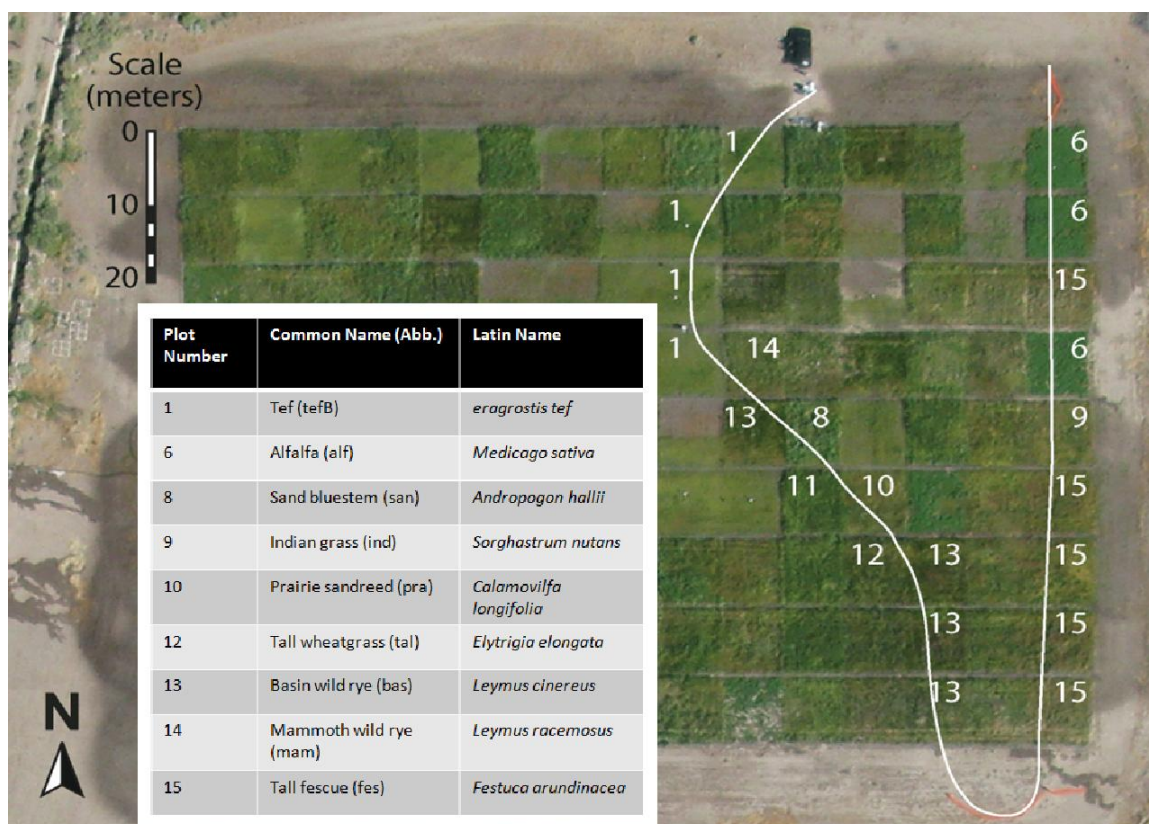 Scale
(meters)
0
10
20
1 6
1 6
1 15
1 14 6
13 8 9
11 10 15
12 13 15
13 15
13 15
Plot Number Common Name (Abb.) Latin Name
1 Tef (tefB) eragrostis tef
6 Alfalfa (alf) Medicago sativa
8 Sand bluestem (san) Andropogon hallii
9 Indian grass (ind) Sorghastrum nutans
10 Prairie sandreed (pra) Calamovilfa longifolia
12 Tall wheatgrass (tal) Elytrigia elongata
13 Basin wild rye (bas) Leymus cinereus
14 Mammoth wild rye (mam) Leymus racemosus
15 Tall fescue (fes) Festuca arundinacea
N